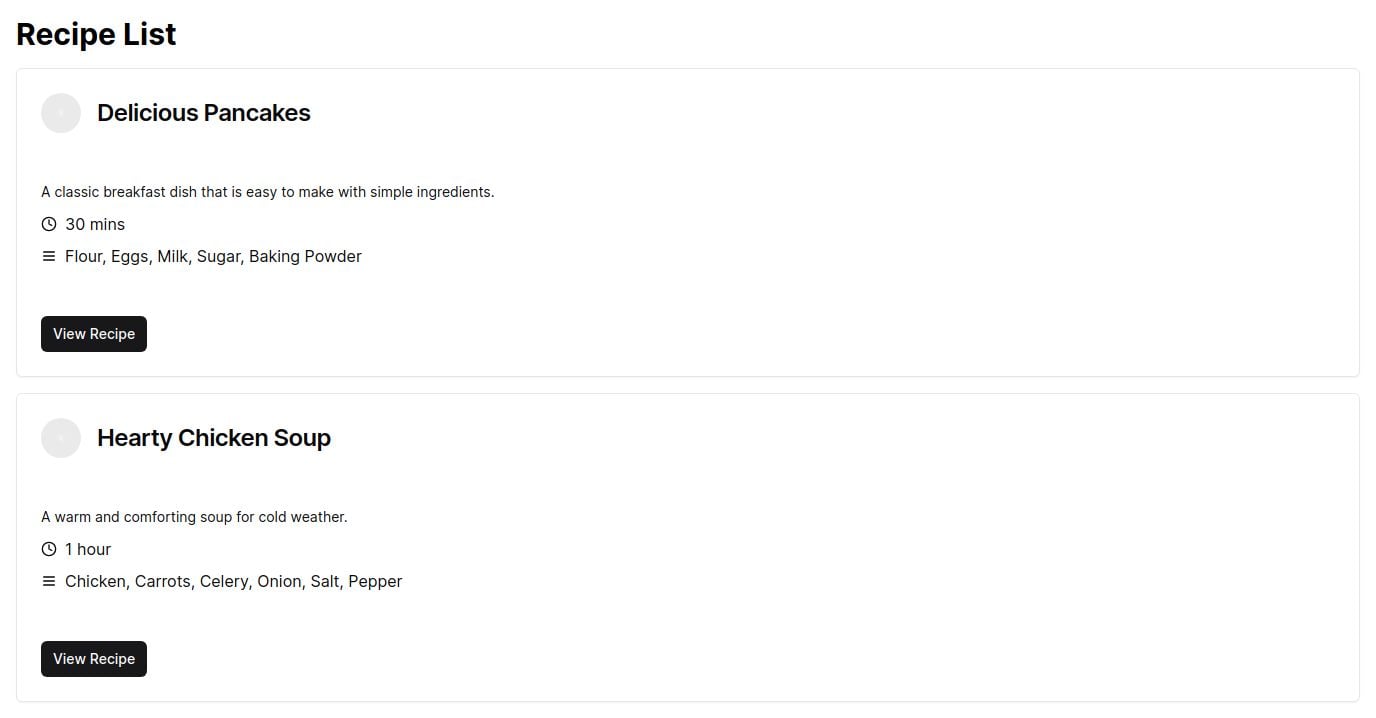 Recipe List
Delicious Pancakes
A classic breakfast dish that is easy to make with simple ingredients.
30 mins
Flour, Eggs, Milk, Sugar, Baking Powder
View Recipe
Hearty Chicken Soup
A warm and comforting soup for cold weather.
1 hour
Chicken, Carrots, Celery, Onion, Salt, Pepper
View Recipe